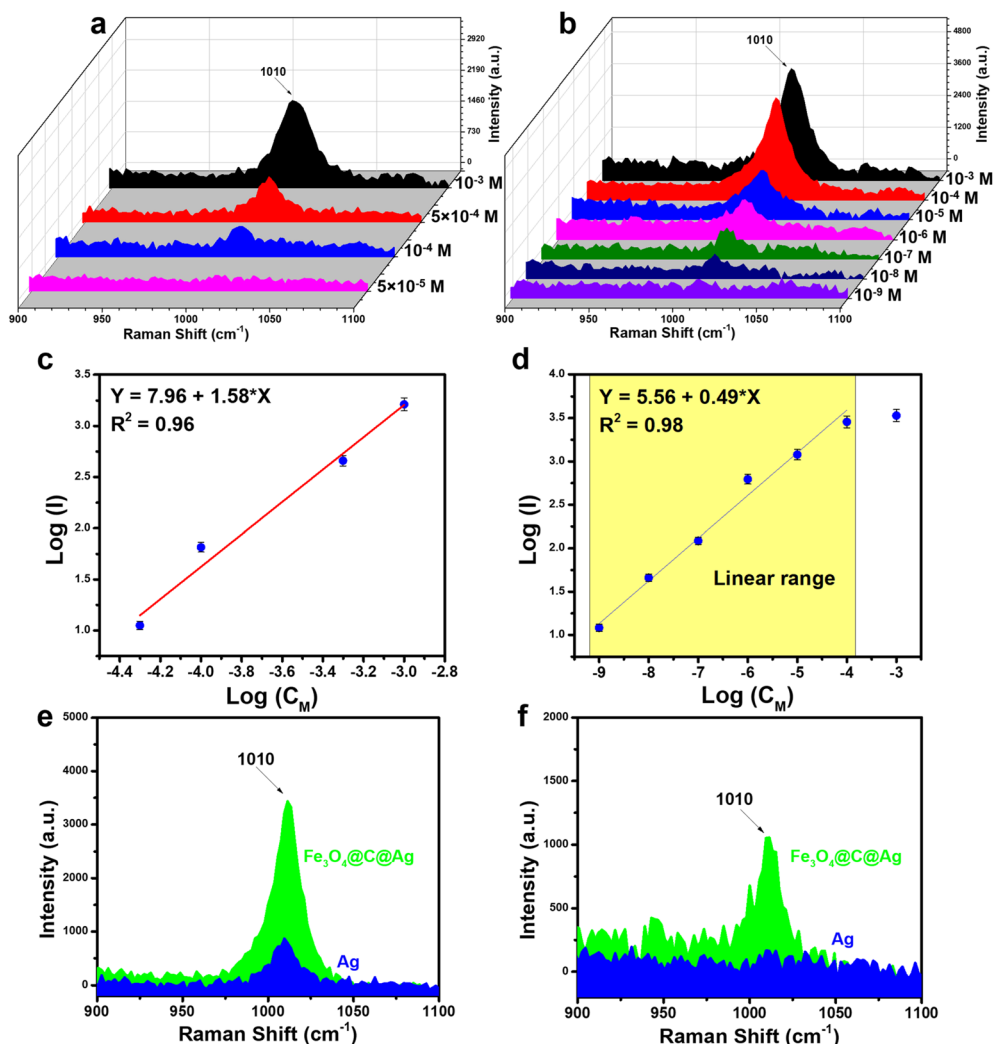 a
2920
2190
1460
730
0
Intensity (a.u.)
1010
10⁻³ M
5×10⁻⁴ M
10⁻⁴ M
5×10⁻⁵ M
900 950 1000 1050 1100
Raman Shift (cm⁻¹)
b
4800
3600
2400
1200
0
Intensity (a.u.)
1010
10⁻³ M
10⁻⁴ M
10⁻⁵ M
10⁻⁶ M
10⁻⁷ M
10⁻⁸ M
10⁻⁹ M
900 950 1000 1050 1100
Raman Shift (cm⁻¹)
c
Y = 7.96 + 1.58*X
R² = 0.96
3.5
3.0
2.5
2.0
1.5
1.0
Log (I)
-4.4 -4.2 -4.0 -3.8 -3.6 -3.4 -3.2 -3.0 -2.8
Log (C_M)
d
Y = 5.56 + 0.49*X
R² = 0.98
Linear range
4.0
3.5
3.0
2.5
2.0
1.5
1.0
Log (I)
-9 -8 -7 -6 -5 -4 -3
Log (C_M)
e
5000
4000
3000
2000
1000
0
Intensity (a.u.)
1010
Fe₃O₄@C@Ag
Ag
900 950 1000 1050 1100
Raman Shift (cm⁻¹)
f
2000
1500
1000
500
0
Intensity (a.u.)
1010
Fe₃O₄@C@Ag
Ag
900 950 1000 1050 1100
Raman Shift (cm⁻¹)